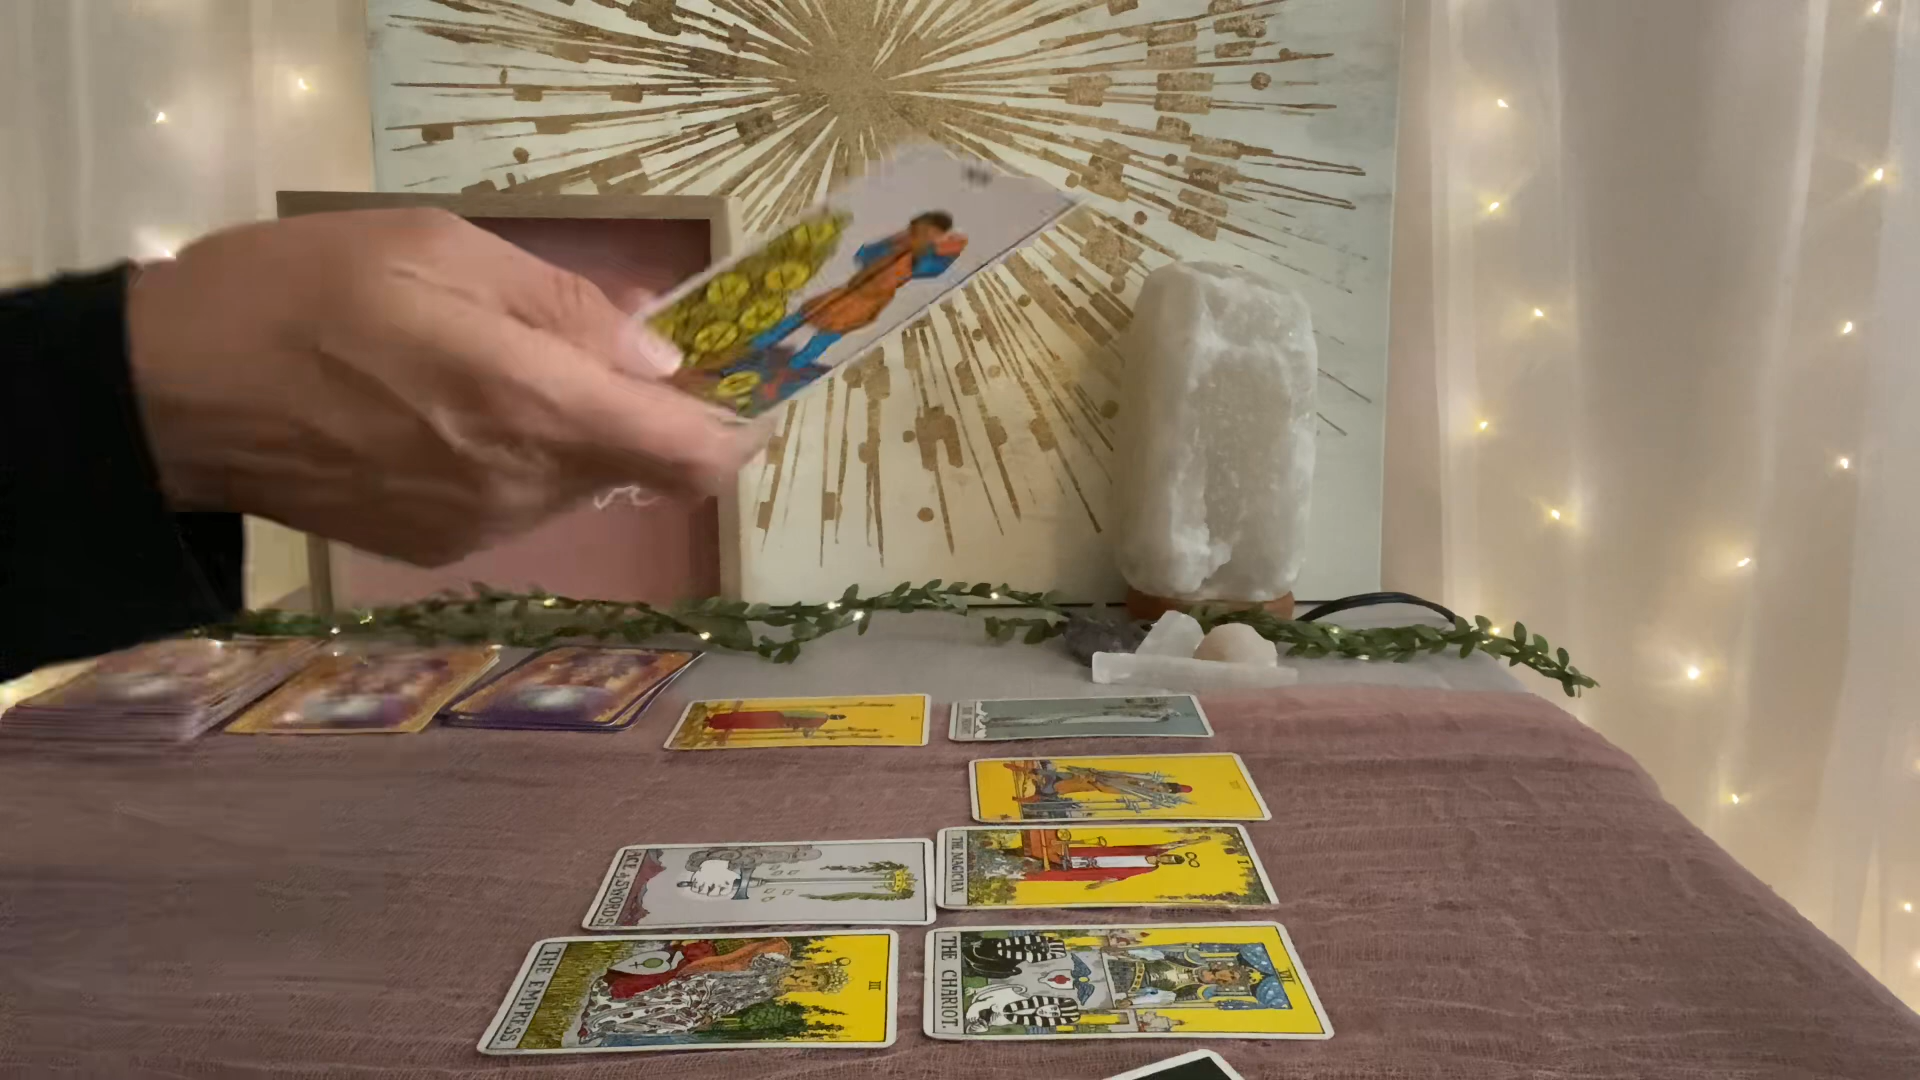 THE MAGICIAN
I
ACE of SWORDS.
THE EMPRESS.
III
THE CHARIOT.
VII